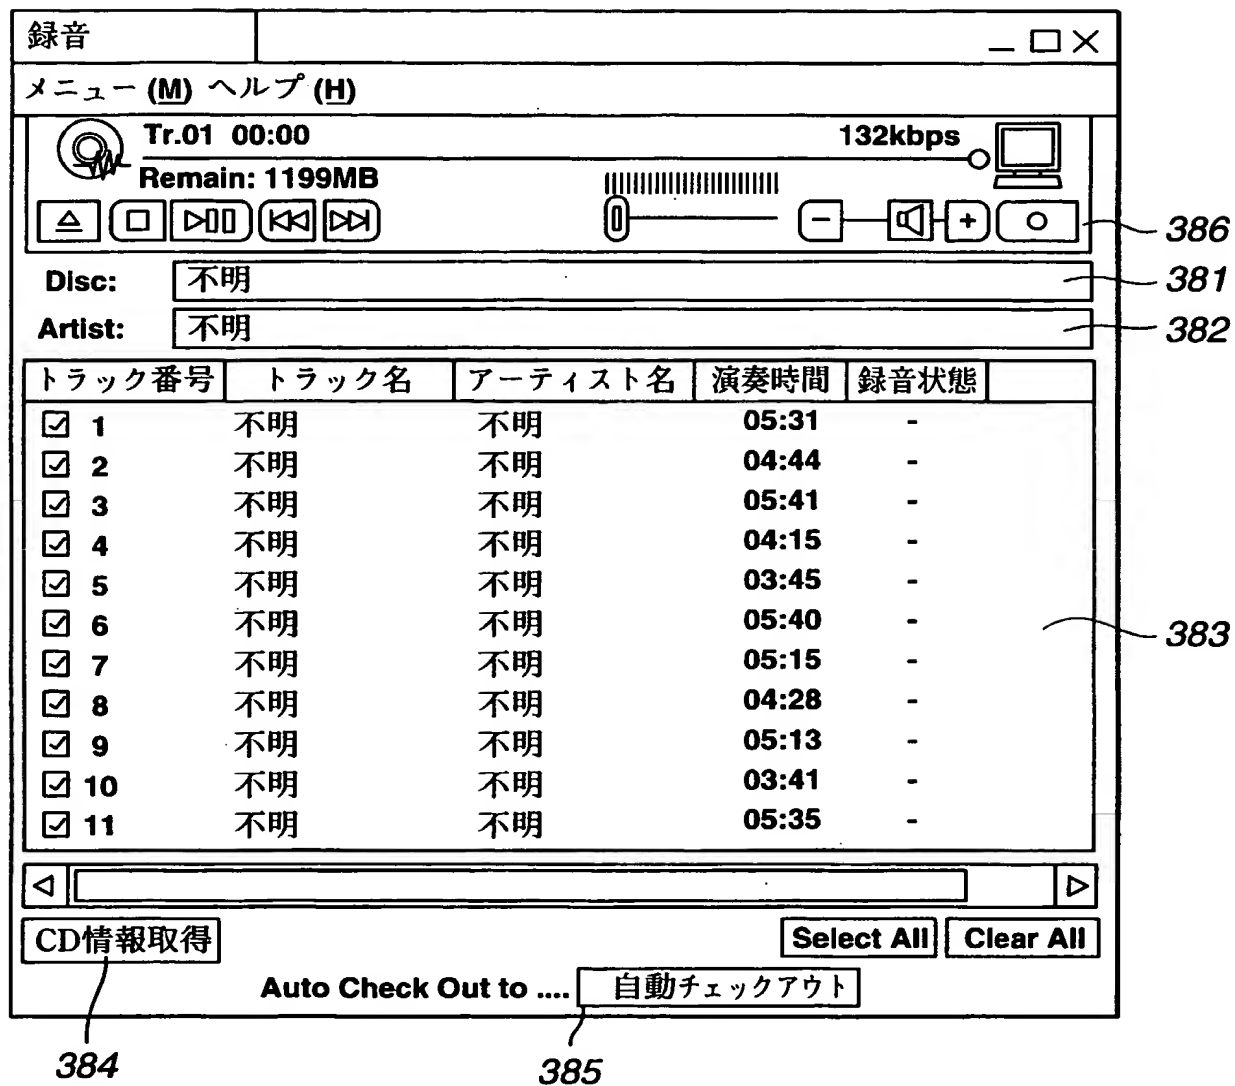 録音
メニュー (M) ヘルプ (H)
Tr.01 00:00 132kbps
Remain: 1199MB
386
Disc: 不明 381
Artist: 不明 382
トラック番号 トラック名 アーティスト名 演奏時間 録音状態
1 不明 不明 05:31 -
2 不明 不明 04:44 -
3 不明 不明 05:41 -
4 不明 不明 04:15 -
5 不明 不明 03:45 -
6 不明 不明 05:40 -
383
7 不明 不明 05:15 -
8 不明 不明 04:28 -
9 不明 不明 05:13 -
10 不明 不明 03:41 -
11 不明 不明 05:35 -
CD情報取得 Select All Clear All
Auto Check Out to .... 自動チェックアウト
384 385